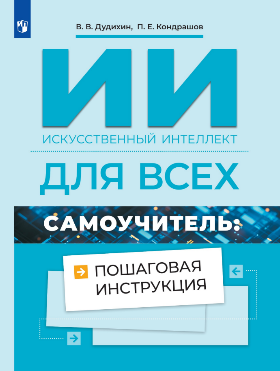 В. В. Дудихин, П. Е. Кондрашов
ИИ
ИСКУССТВЕННЫЙ ИНТЕЛЛЕКТ
ДЛЯ ВСЕХ
САМОУЧИТЕЛЬ:
ПОШАГОВАЯ
ИНСТРУКЦИЯ